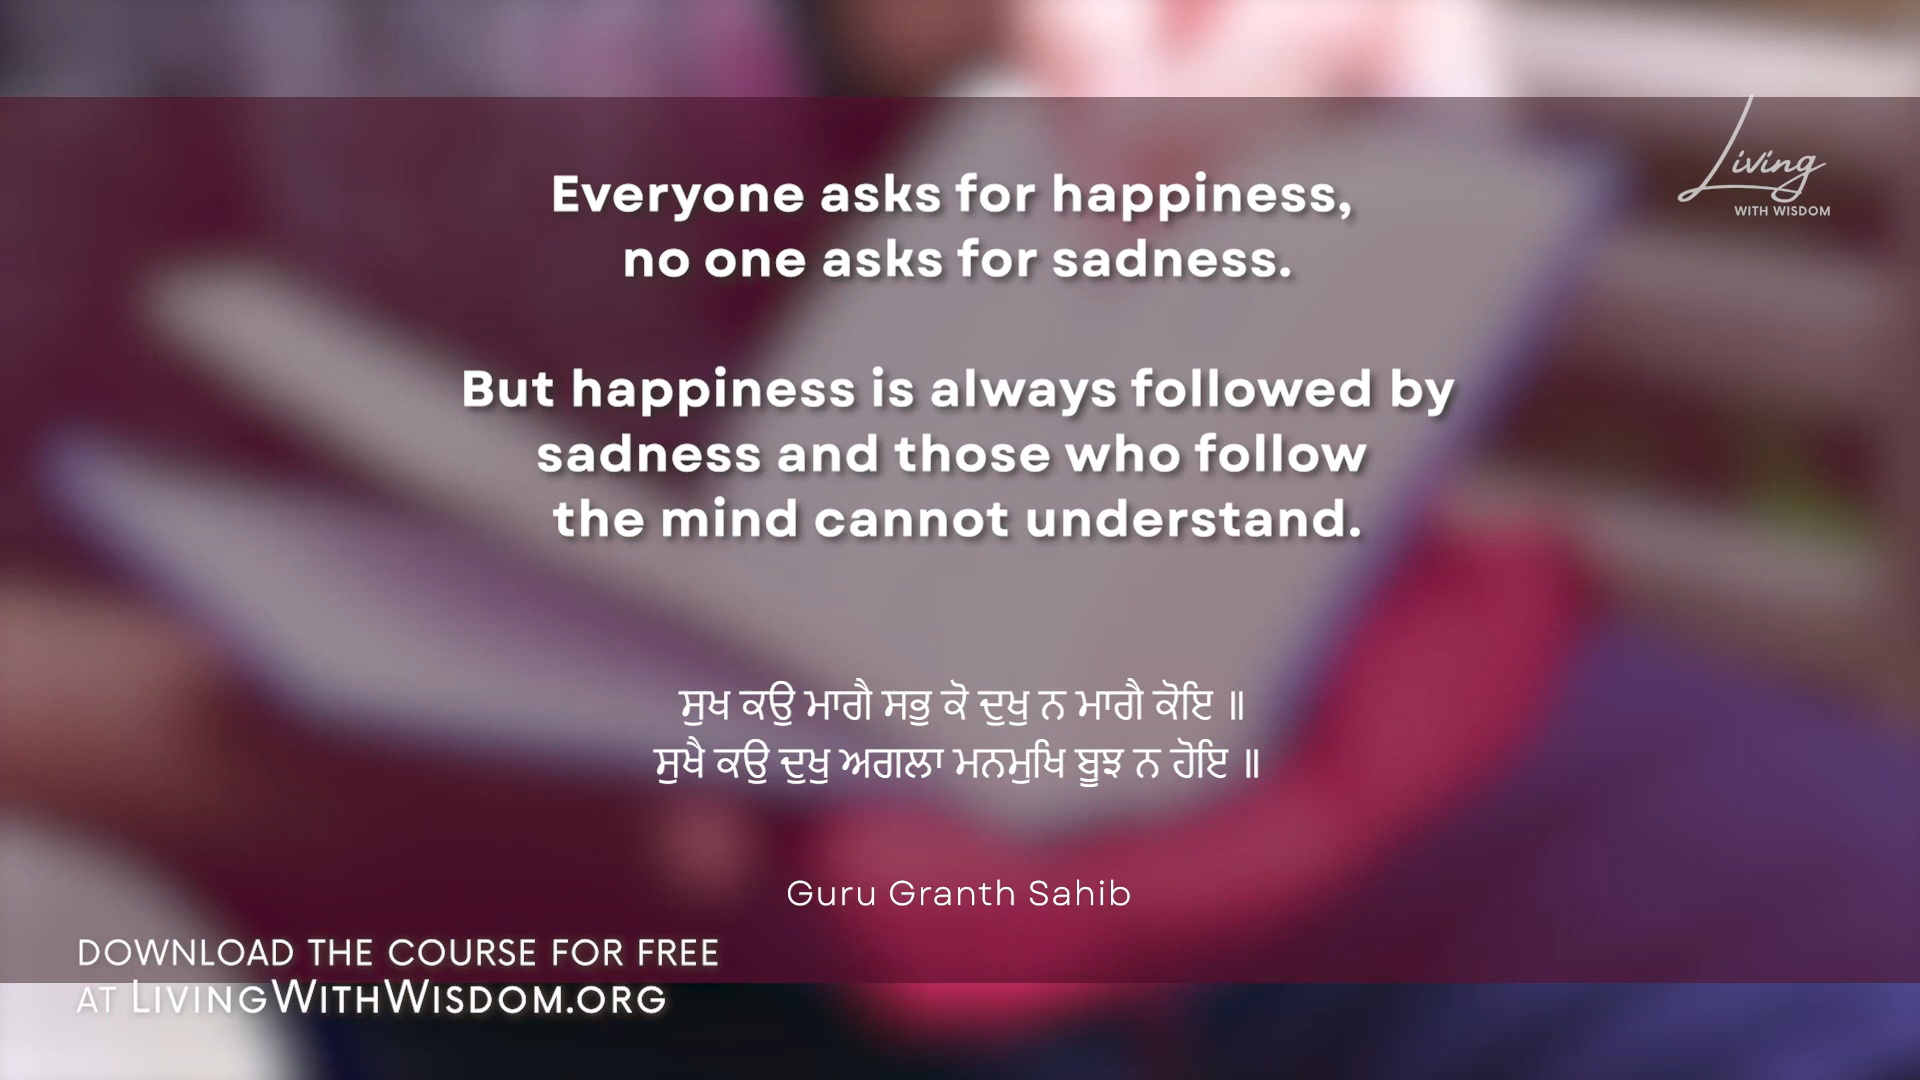 Living
WITH WISDOM
Everyone asks for happiness,
no one asks for sadness.
But happiness is always followed by
sadness and those who follow
the mind cannot understand.
ਸੁਖ ਕਉ ਮਾਗੈ ਸਭੁ ਕੋ ਦੁਖੁ ਨ ਮਾਗੈ ਕੋਇ ॥
ਸੁਖੈ ਕਉ ਦੁਖੁ ਅਗਲਾ ਮਨਮੁਖਿ ਬੂਝ ਨ ਹੋਇ ॥
Guru Granth Sahib
DOWNLOAD THE COURSE FOR FREE
AT LIVINGWITHWISDOM.ORG